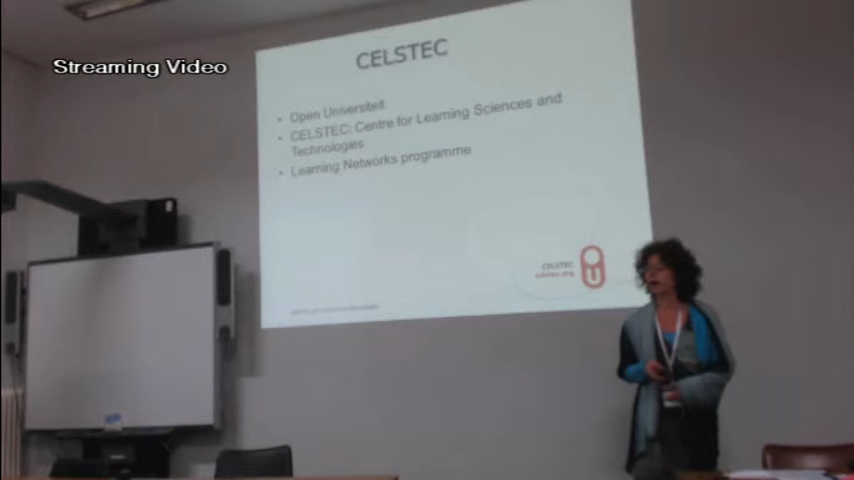 Streaming Video
CELSTEC
• Open Universiteit
• CELSTEC: Centre for Learning Sciences and
Technologies
• Learning Networks programme
CELSTEC
celstec.org